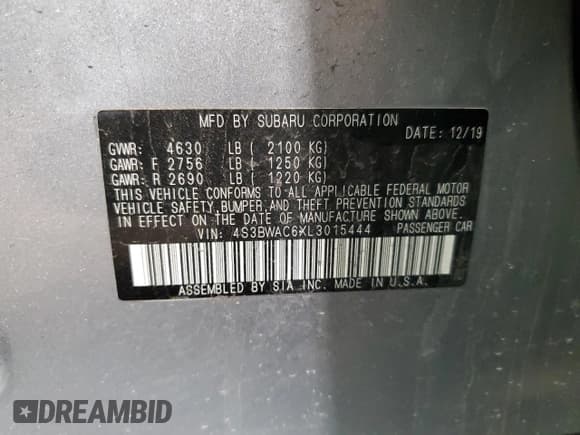 MFD BY SUBARU CORPORATION
DATE: 12/19
GVWR: 4630 LB ( 2100 KG)
GAWR: F 2756 LB ( 1250 KG)
GAWR: R 2690 LB ( 1220 KG)
THIS VEHICLE CONFORMS TO ALL APPLICABLE FEDERAL MOTOR
VEHICLE SAFETY, BUMPER, AND THEFT PREVENTION STANDARDS
IN EFFECT ON THE DATE OF MANUFACTURE SHOWN ABOVE.
VIN: 4S3BWAC6XL3015444 PASSENGER CAR
ASSEMBLED BY SIA INC. MADE IN U.S.A.
DREAMBID
DreamBid.com